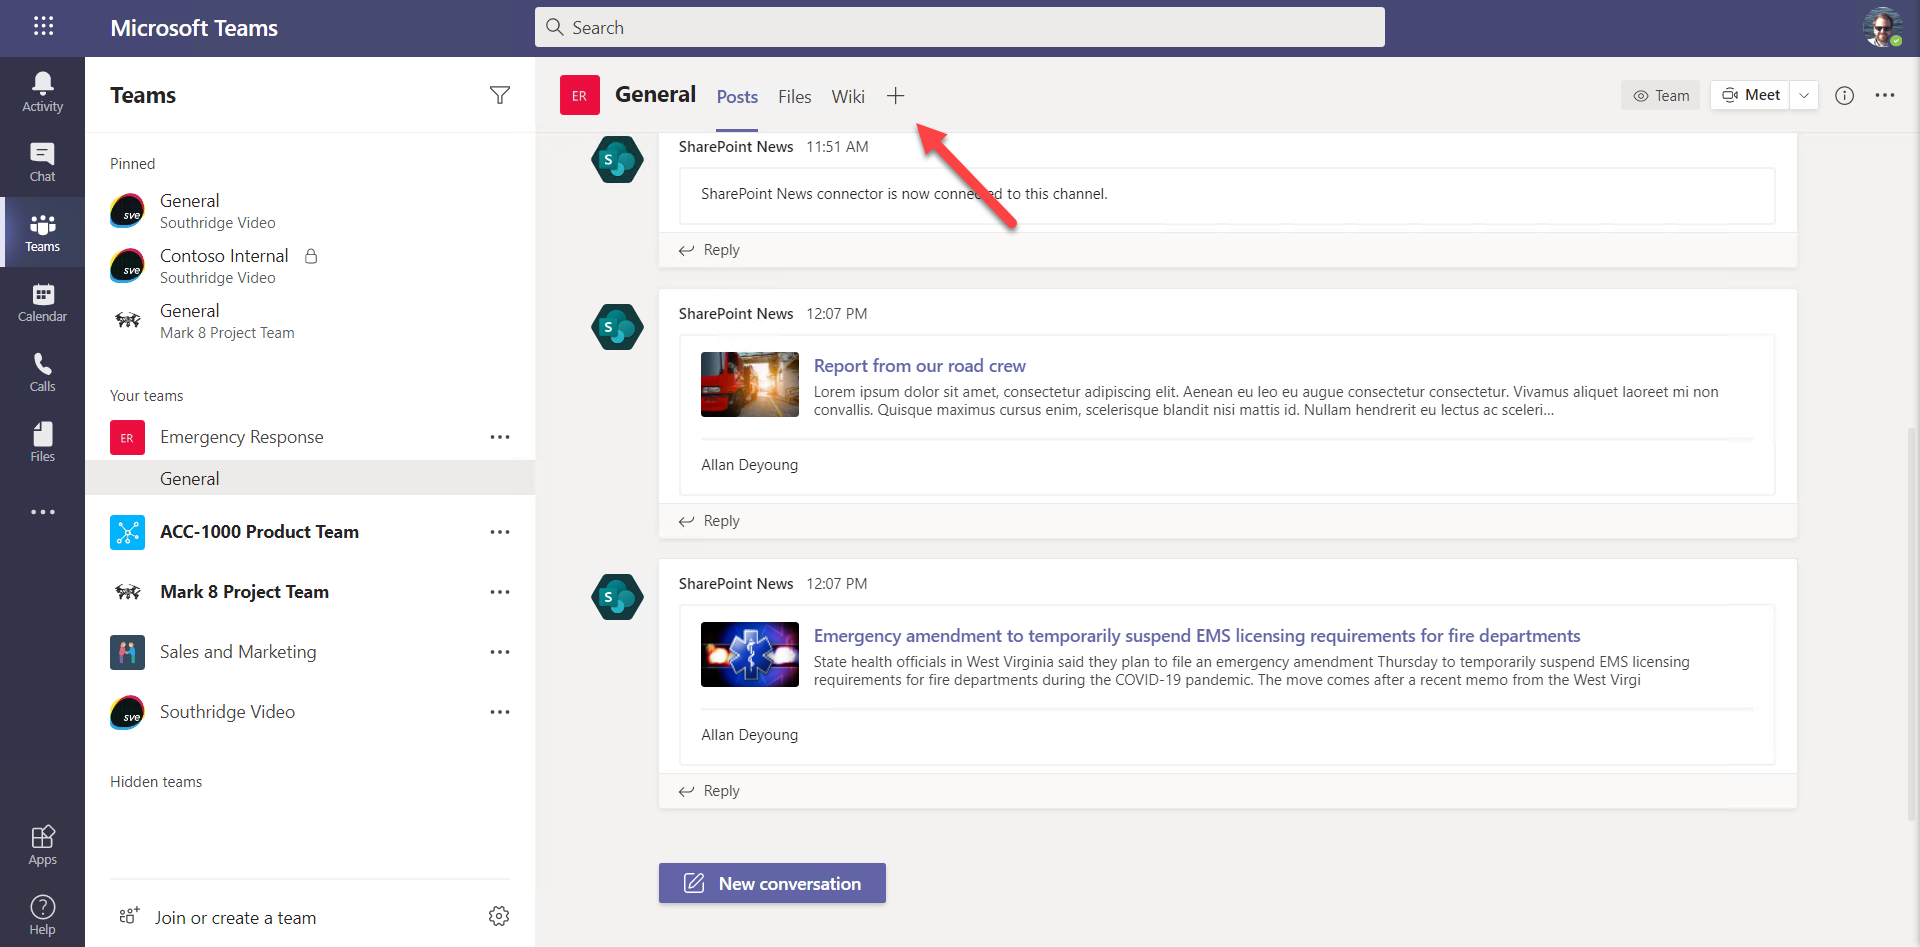 Microsoft Teams
Search
Activity
Chat
Teams
Calendar
Calls
Files
Apps
Help
Teams
Pinned
sve
General
Southridge Video
sve
Contoso Internal
Southridge Video
General
Mark 8 Project Team
Your teams
ER
Emergency Response
General
ACC-1000 Product Team
Mark 8 Project Team
Sales and Marketing
sve
Southridge Video
Hidden teams
Join or create a team
ER
General
Posts
Files
Wiki
Team
Meet
S
SharePoint News 11:51 AM
SharePoint News connector is now connected to this channel.
Reply
S
SharePoint News 12:07 PM
Report from our road crew
Lorem ipsum dolor sit amet, consectetur adipiscing elit. Aenean eu leo eu augue consectetur consectetur. Vivamus aliquet laoreet mi non
convallis. Quisque maximus cursus enim, scelerisque blandit nisi mattis id. Nullam hendrerit eu lectus ac sceleri...
Allan Deyoung
Reply
S
SharePoint News 12:07 PM
Emergency amendment to temporarily suspend EMS licensing requirements for fire departments
State health officials in West Virginia said they plan to file an emergency amendment Thursday to temporarily suspend EMS licensing
requirements for fire departments during the COVID-19 pandemic. The move comes after a recent memo from the West Virgi
Allan Deyoung
Reply
New conversation